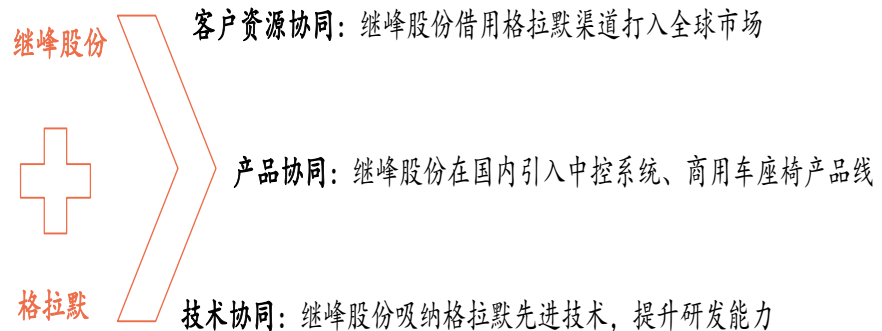 继峰股份
客户资源协同：继峰股份借用格拉默渠道打入全球市场
产品协同：继峰股份在国内引入中控系统、商用车座椅产品线
格拉默
技术协同：继峰股份吸纳格拉默先进技术，提升研发能力